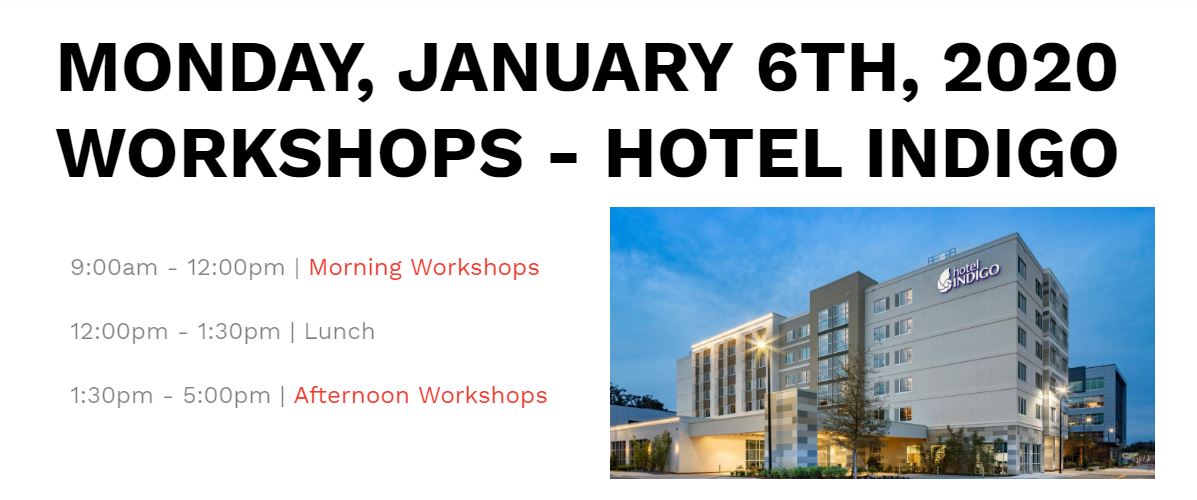 MONDAY, JANUARY 6TH, 2020
WORKSHOPS - HOTEL INDIGO
9:00am - 12:00pm | Morning Workshops
12:00pm - 1:30pm | Lunch
1:30pm - 5:00pm | Afternoon Workshops
hotel
INDIGO